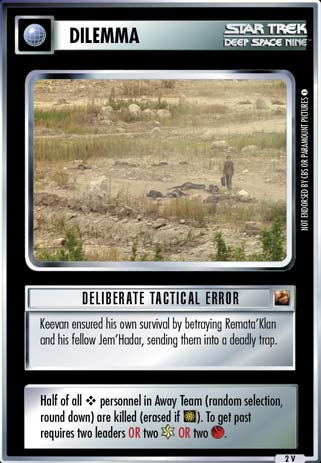 DILEMMA
STAR TREK
DEEP SPACE NINE™
NOT ENDORSED BY CBS OR PARAMOUNT PICTURES
DELIBERATE TACTICAL ERROR
Keevan ensured his own survival by betraying Remata'Klan
and his fellow Jem'Hadar, sending them into a deadly trap.
Half of all ❖ personnel in Away Team (random selection,
round down) are killed (erased if ). To get past
requires two leaders OR two OR two .
2 V